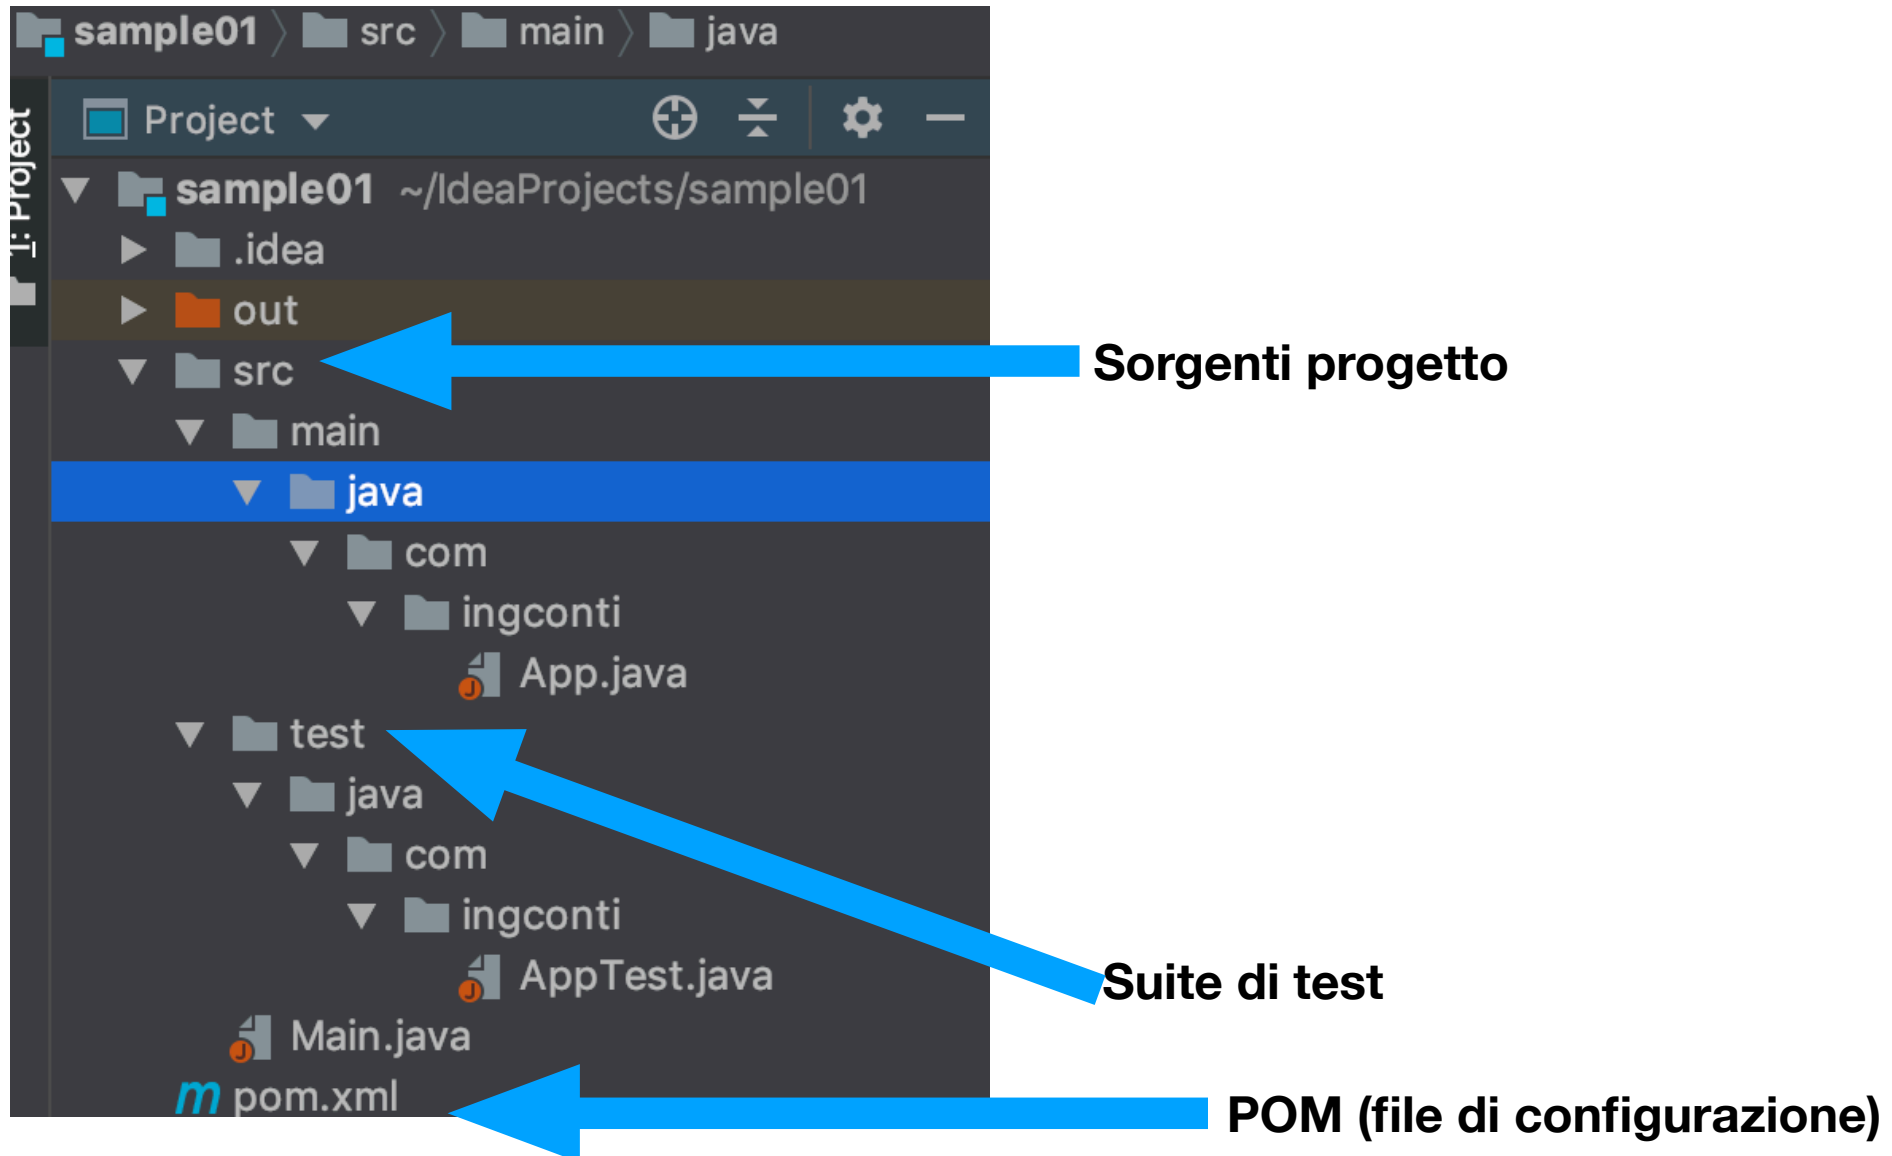 sample01 src main java
1: Project
Project
sample01 ~/IdeaProjects/sample01
.idea
out
src
Sorgenti progetto
main
java
com
ingconti
App.java
test
java
com
ingconti
AppTest.java
Suite di test
Main.java
pom.xml
POM (file di configurazione)